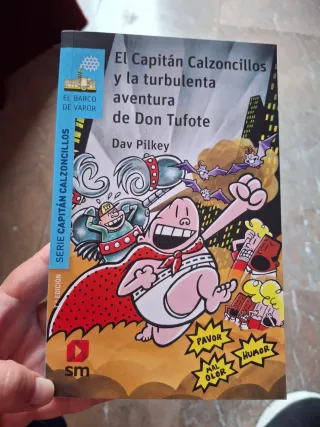 El Capitán Calzoncillos
y la turbulenta
aventura
de Don Tufote
Dav Pilkey
EL BARCO
DE VAPOR
SERIE CAPITÁN CALZONCILLOS
EDICIÓN
PAVOR
MAL
OLOR
HUMOR
sm